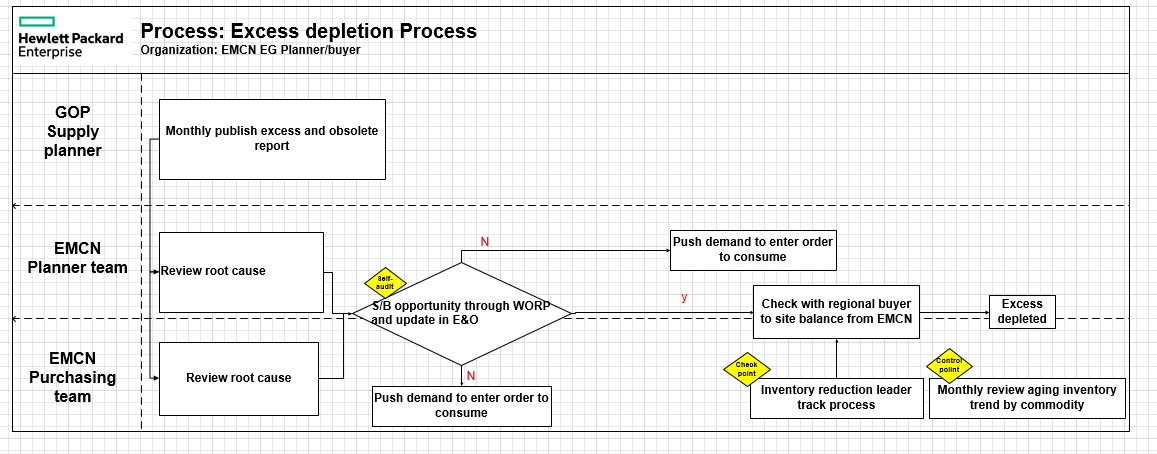 Hewlett Packard
Enterprise
Process: Excess depletion Process
Organization: EMCN EG Planner/buyer
GOP
Supply
planner
Monthly publish excess and obsolete
report
EMCN
Planner team
Review root cause
Self-
audit
S/B opportunity through WORP
and update in E&O
N
Push demand to enter order
to consume
y
Check with regional buyer
to site balance from EMCN
Excess
depleted
EMCN
Purchasing
team
Review root cause
N
Push demand to enter order to
consume
Check
point
Inventory reduction leader
track process
Control
poiint
Monthly review aging inventory
trend by commodity